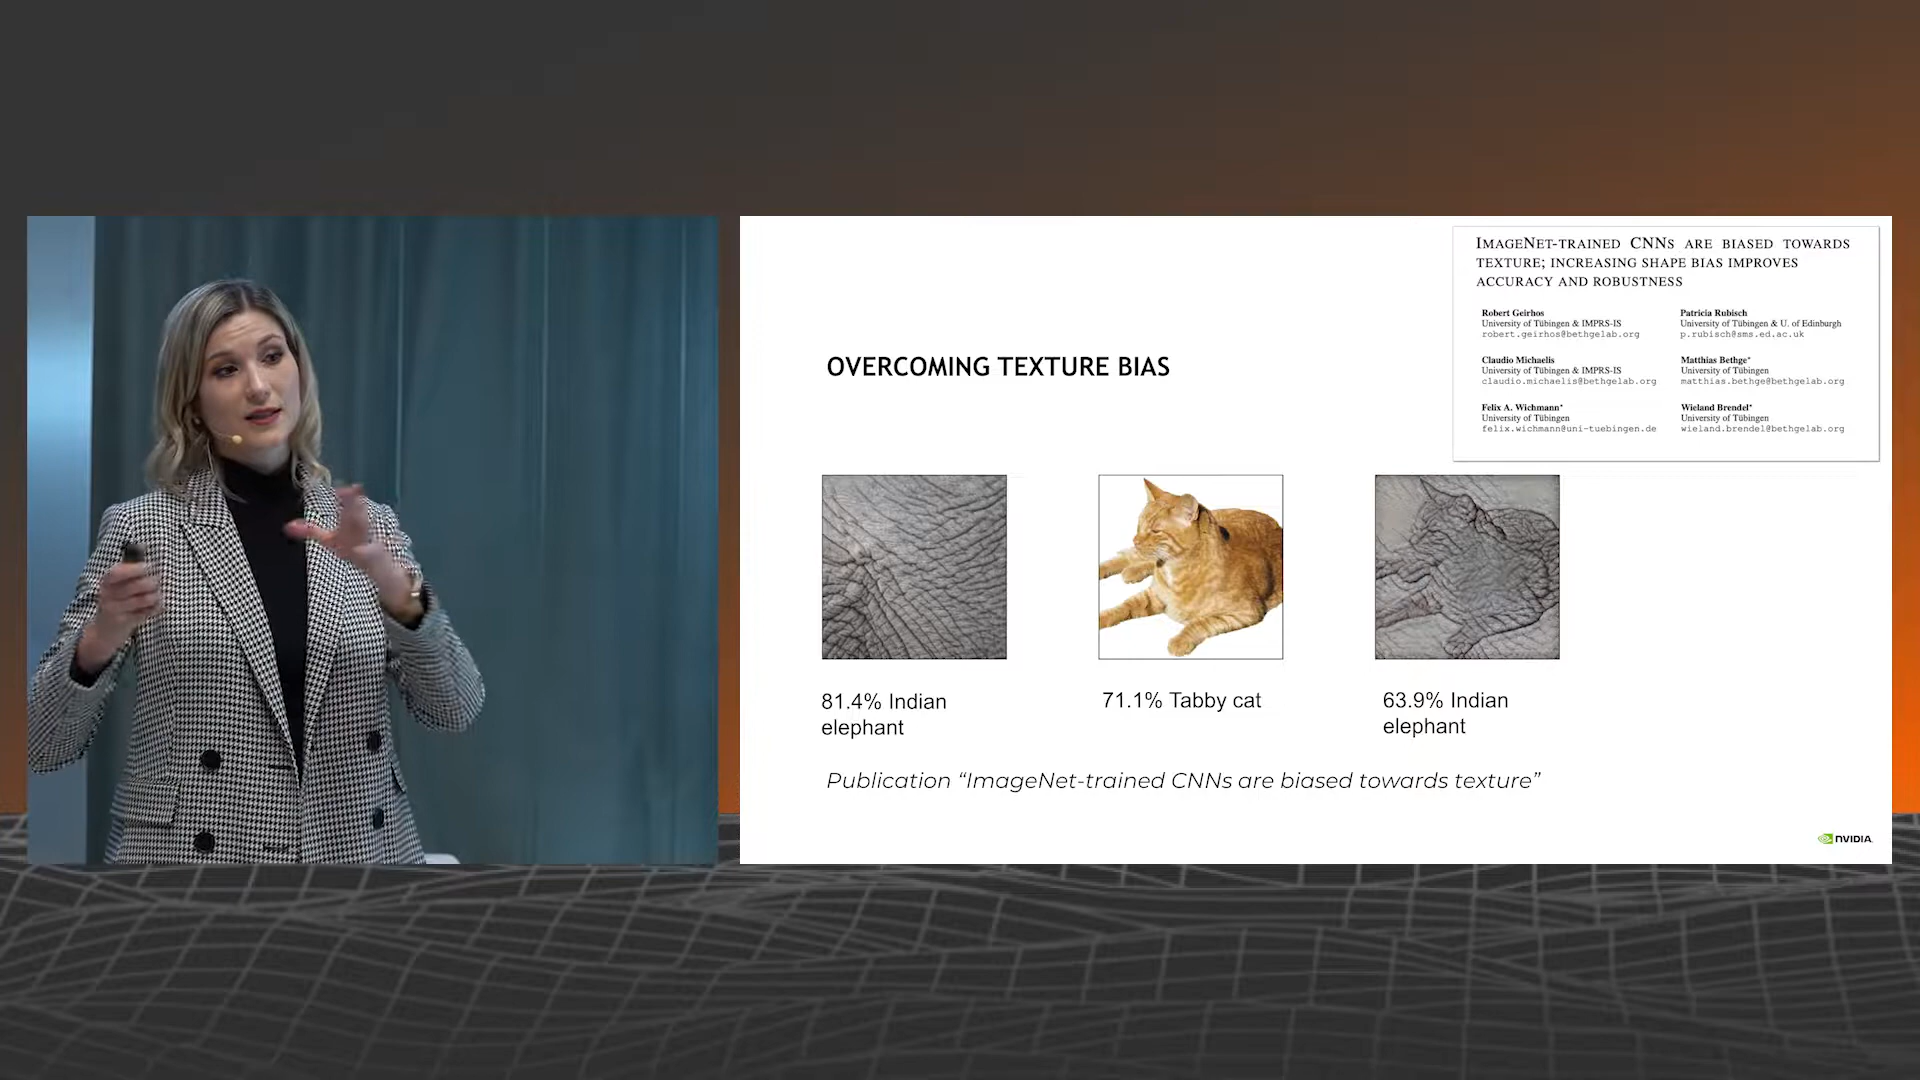 IMAGENET-TRAINED CNNS ARE BIASED TOWARDS
TEXTURE; INCREASING SHAPE BIAS IMPROVES
ACCURACY AND ROBUSTNESS
Robert Geirhos
University of Tübingen & IMPRS-IS
robert.geirhos@bethgelab.org
Patricia Rubisch
University of Tübingen & U. of Edinburgh
p.rubisch@sms.ed.ac.uk
Claudio Michaelis
University of Tübingen & IMPRS-IS
claudio.michaelis@bethgelab.org
Matthias Bethge*
University of Tübingen
matthias.bethge@bethgelab.org
Felix A. Wichmann*
University of Tübingen
felix.wichmann@uni-tuebingen.de
Wieland Brendel*
University of Tübingen
wieland.brendel@bethgelab.org
OVERCOMING TEXTURE BIAS
81.4% Indian
elephant
71.1% Tabby cat
63.9% Indian
elephant
Publication “ImageNet-trained CNNs are biased towards texture”
NVIDIA.